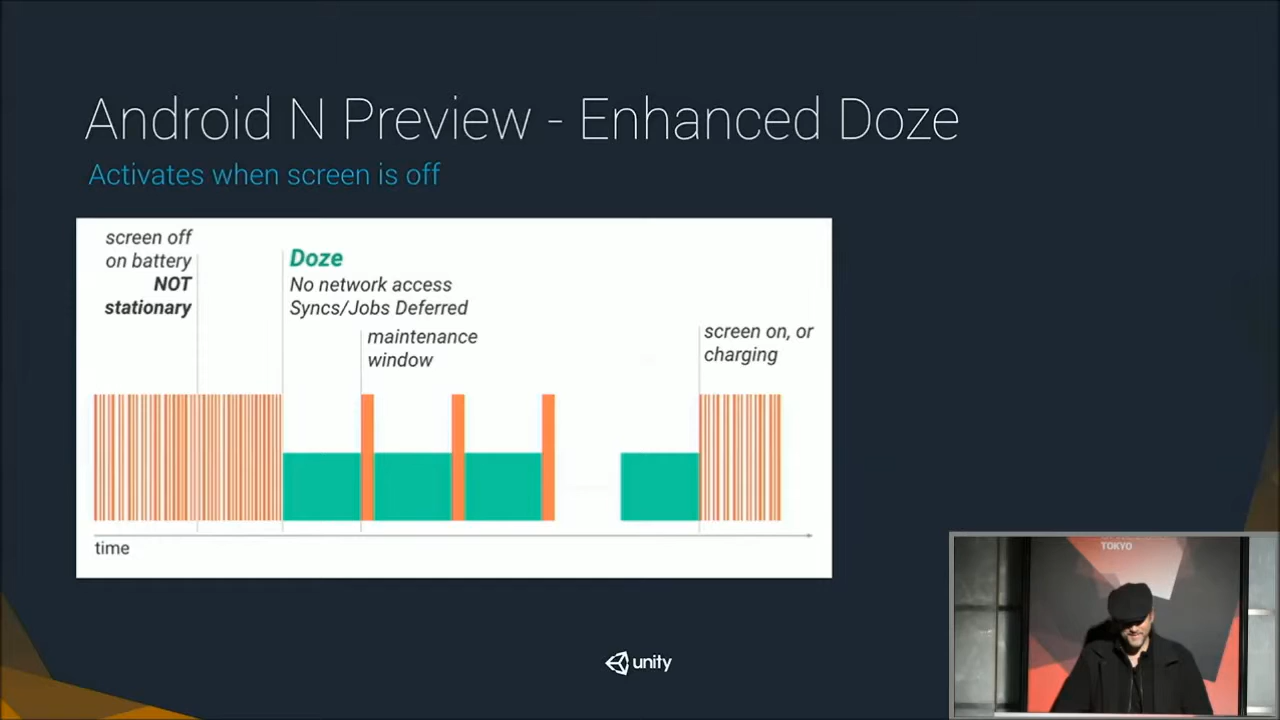 Android N Preview - Enhanced Doze
Activates when screen is off
screen off
on battery
NOT
stationary
Doze
No network access
Syncs/Jobs Deferred
maintenance
window
screen on, or
charging
time
unity
TOKYO